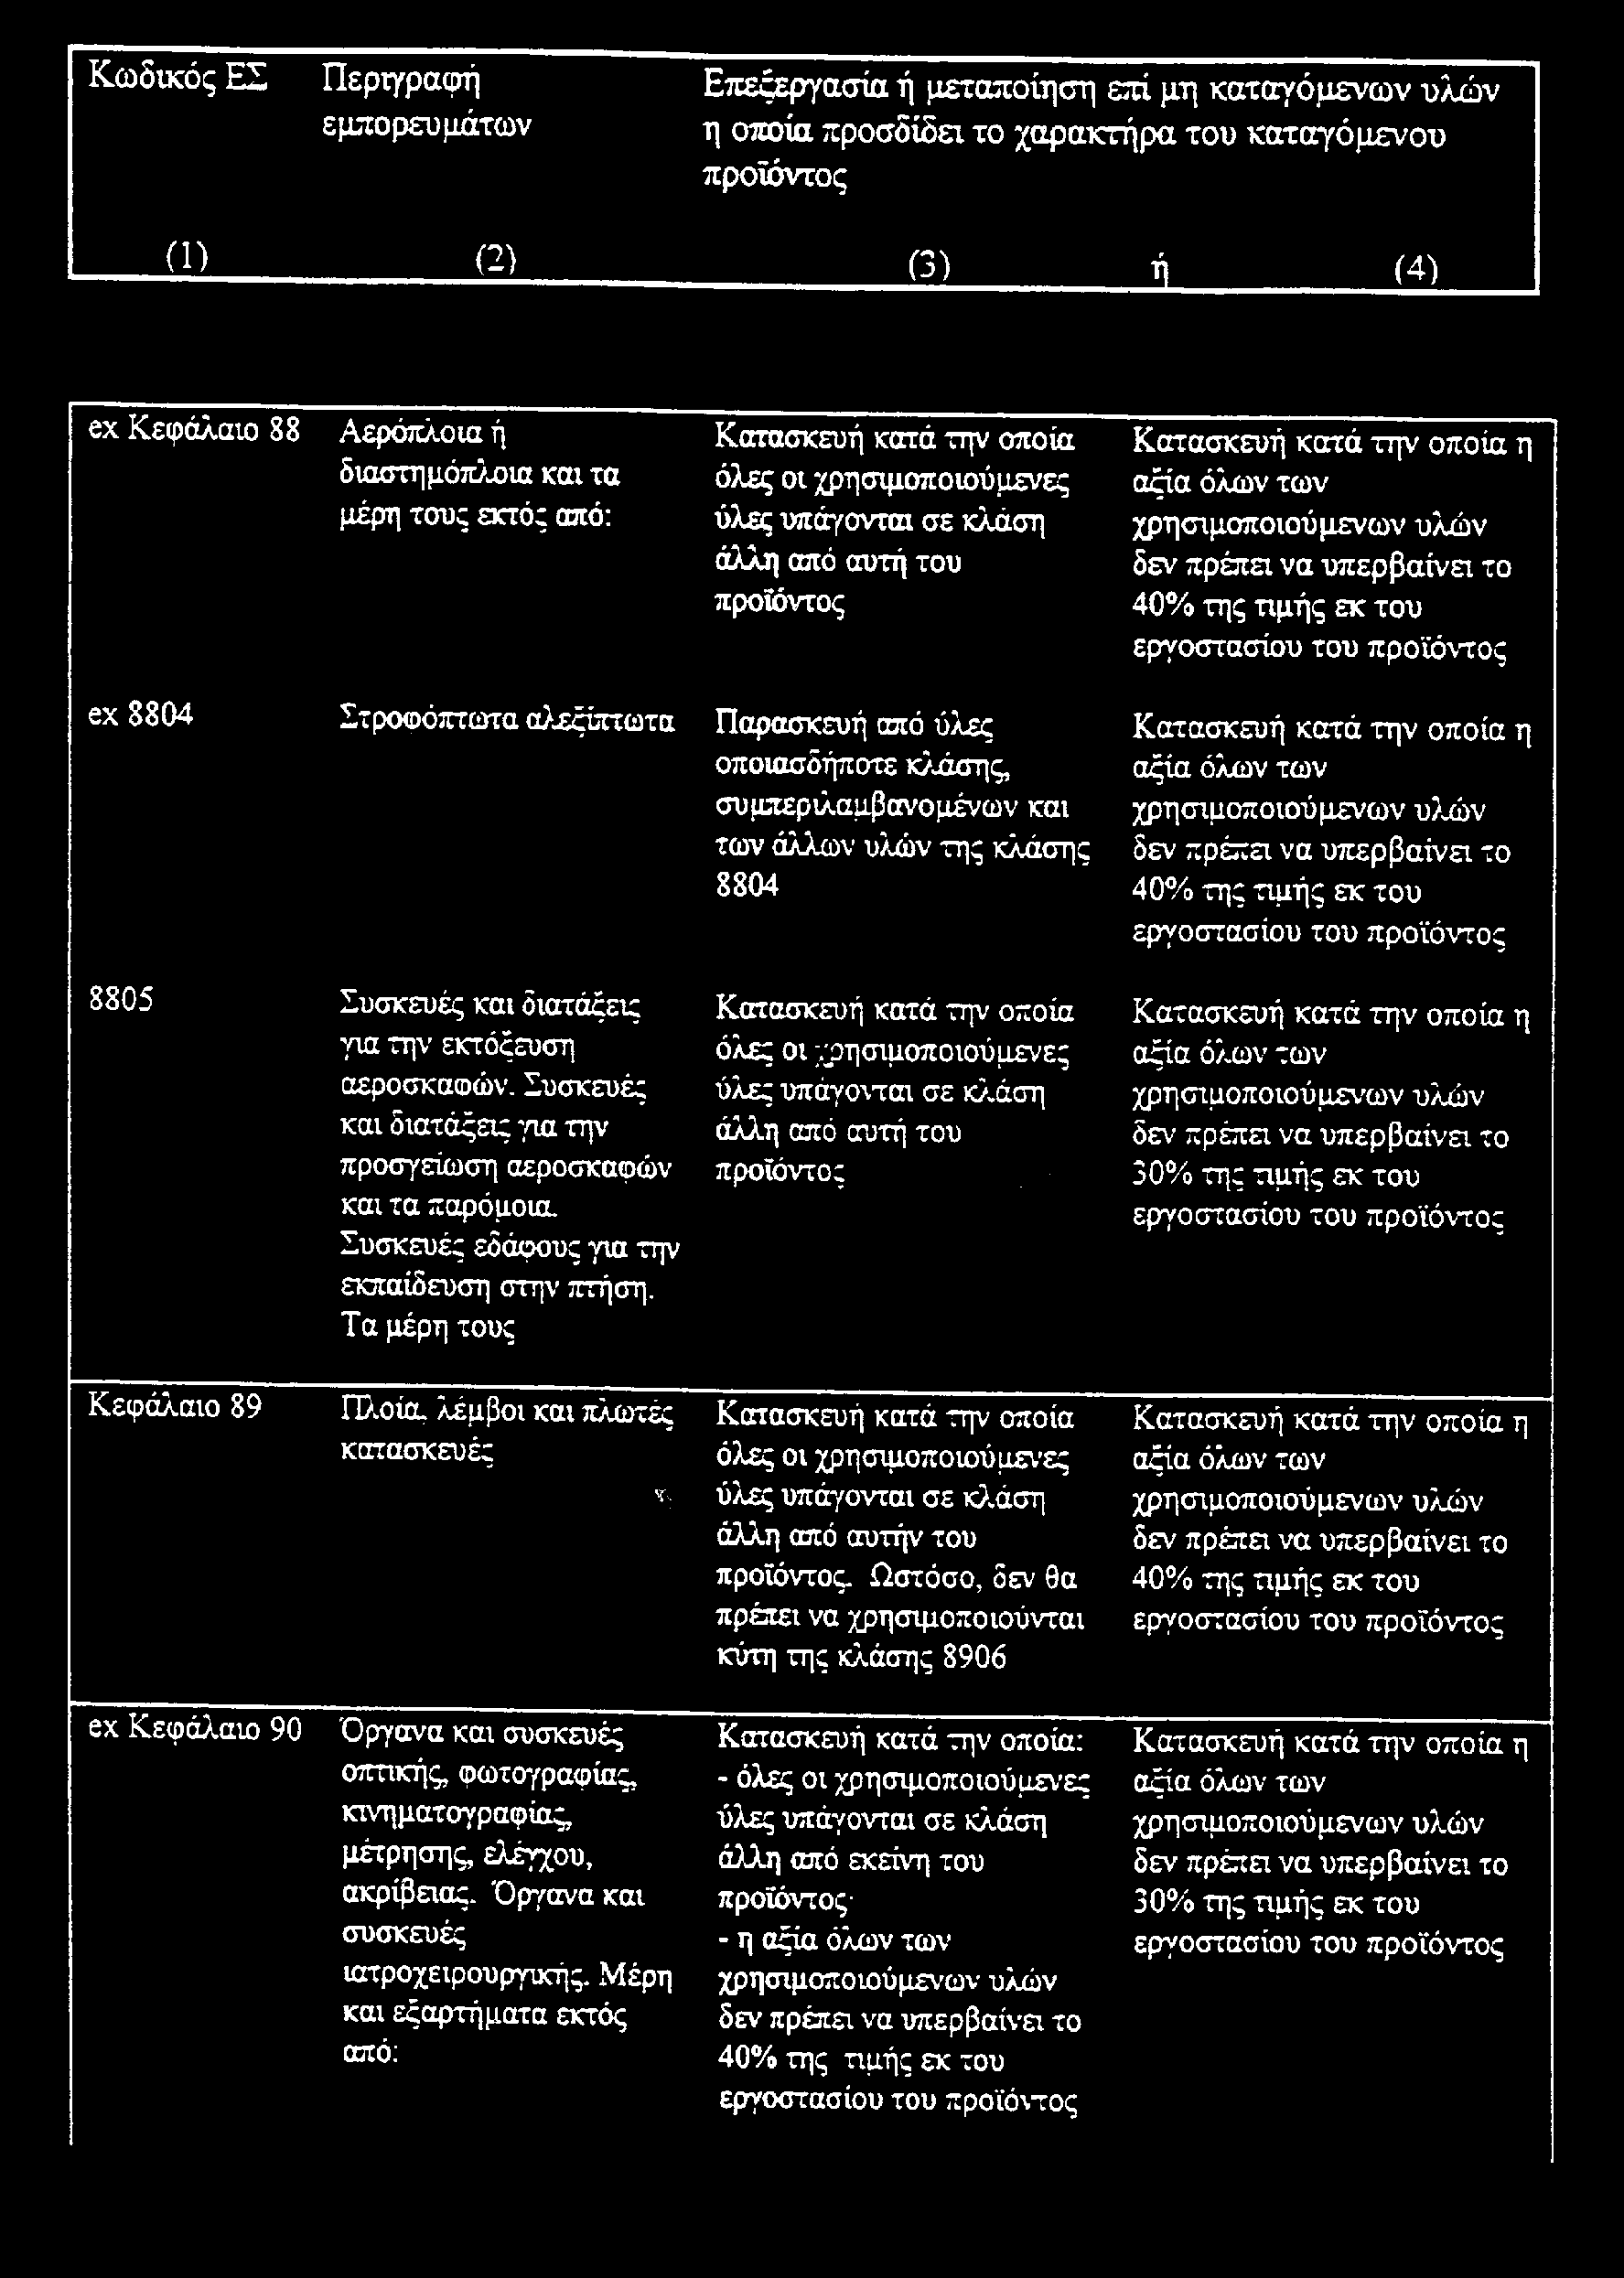 Κωδικός ΕΣ
Περιγραφή
εμπορευμάτων
Επεξεργασία ή μεταποίηση επί μη καταγόμενων υλών
η οποία προσδίδει το χαρακτήρα του καταγόμενου
προϊόντος
(1)
(2)
(3)
ή
(4)
ex Κεφάλαιο 88
Αερόπλοια ή
διαστημόπλοια και τα
μέρη τους εκτός από:
Κατασκευή κατά την οποία
όλες οι χρησιμοποιούμενες
ύλες υπάγονται σε κλάση
άλλη από αυτή του
προϊόντος
Κατασκευή κατά την οποία η
αξία όλων των
χρησιμοποιούμενων υλών
δεν πρέπει να υπερβαίνει το
40% της τιμής εκ του
εργοστασίου του προϊόντος
ex 8804
Στροφόπτωτα αλεξίπτωτα
Παρασκευή από ύλες
οποιασδήποτε κλάσης,
συμπεριλαμβανομένων και
των άλλων υλών της κλάσης
8804
Κατασκευή κατά την οποία η
αξία όλων των
χρησιμοποιούμενων υλών
δεν πρέπει να υπερβαίνει το
40% της τιμής εκ του
εργοστασίου του προϊόντος
8805
Συσκευές και διατάξεις
για την εκτόξευση
αεροσκαφών. Συσκευές
και διατάξεις για την
προσγείωση αεροσκαφών
και τα παρόμοια.
Συσκευές εδάφους για την
εκπαίδευση στην πτήση.
Τα μέρη τους
Κατασκευή κατά την οποία
όλες οι χρησιμοποιούμενες
ύλες υπάγονται σε κλάση
άλλη από αυτή του
προϊόντος
Κατασκευή κατά την οποία η
αξία όλων των
χρησιμοποιούμενων υλών
δεν πρέπει να υπερβαίνει το
30% της τιμής εκ του
εργοστασίου του προϊόντος
Κεφάλαιο 89
Πλοία, λέμβοι και πλωτές
κατασκευές
Κατασκευή κατά την οποία
όλες οι χρησιμοποιούμενες
ύλες υπάγονται σε κλάση
άλλη από αυτήν του
προϊόντος. Ωστόσο, δεν θα
πρέπει να χρησιμοποιούνται
κύτη της κλάσης 8906
Κατασκευή κατά την οποία η
αξία όλων των
χρησιμοποιούμενων υλών
δεν πρέπει να υπερβαίνει το
40% της τιμής εκ του
εργοστασίου του προϊόντος
ex Κεφάλαιο 90
Όργανα και συσκευές
οπτικής, φωτογραφίας,
κινηματογραφίας,
μέτρησης, ελέγχου,
ακρίβειας. Όργανα και
συσκευές
ιατροχειρουργικής. Μέρη
και εξαρτήματα εκτός
από:
Κατασκευή κατά την οποία:
- όλες οι χρησιμοποιούμενες
ύλες υπάγονται σε κλάση
άλλη από εκείνη του
προϊόντος·
- η αξία όλων των
χρησιμοποιούμενων υλών
δεν πρέπει να υπερβαίνει το
40% της τιμής εκ του
εργοστασίου του προϊόντος
Κατασκευή κατά την οποία η
αξία όλων των
χρησιμοποιούμενων υλών
δεν πρέπει να υπερβαίνει το
30% της τιμής εκ του
εργοστασίου του προϊόντος